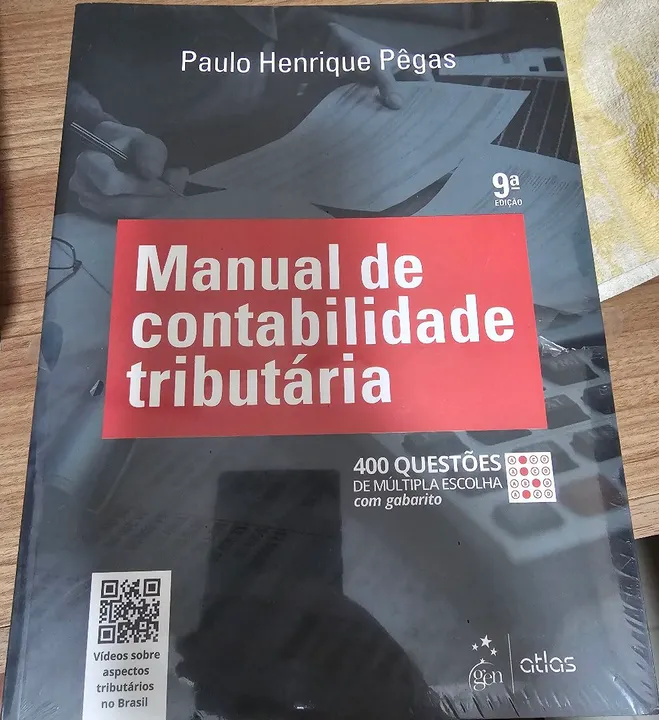 Paulo Henrique Pêgas
9ª
EDIÇÃO
Manual de
contabilidade
tributária
400 QUESTÕES
DE MÚLTIPLA ESCOLHA
com gabarito
Vídeos sobre
aspectos
tributários
no Brasil
gen
atlas